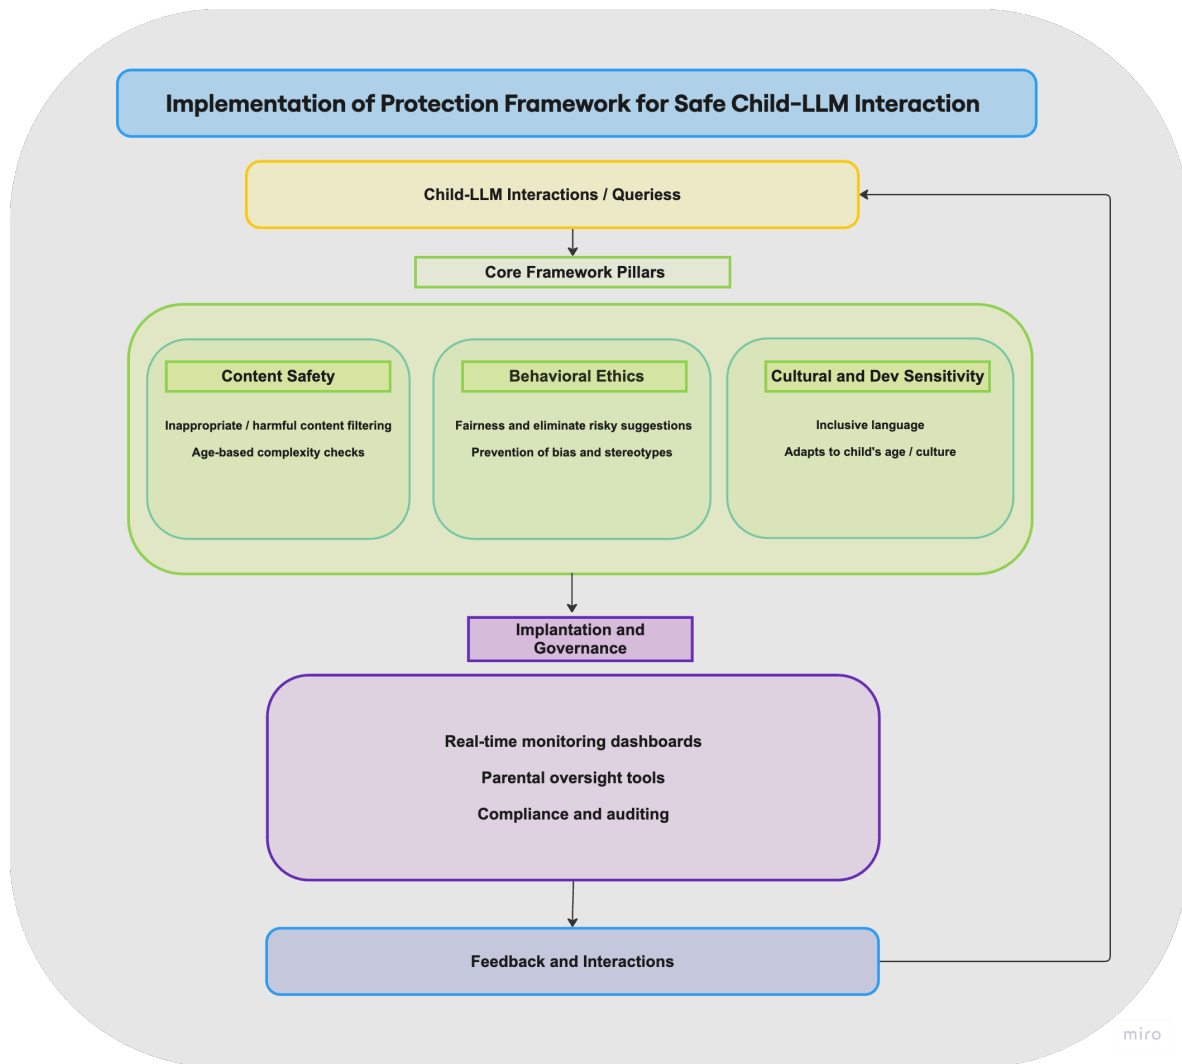 Implementation of Protection Framework for Safe Child-LLM Interaction
Child-LLM Interactions / Queriess
Core Framework Pillars
Content Safety
Inappropriate / harmful content filtering
Age-based complexity checks
Behavioral Ethics
Fairness and eliminate risky suggestions
Prevention of bias and stereotypes
Cultural and Dev Sensitivity
Inclusive language
Adapts to child's age / culture
Implantation and
Governance
Real-time monitoring dashboards
Parental oversight tools
Compliance and auditing
Feedback and Interactions
miro